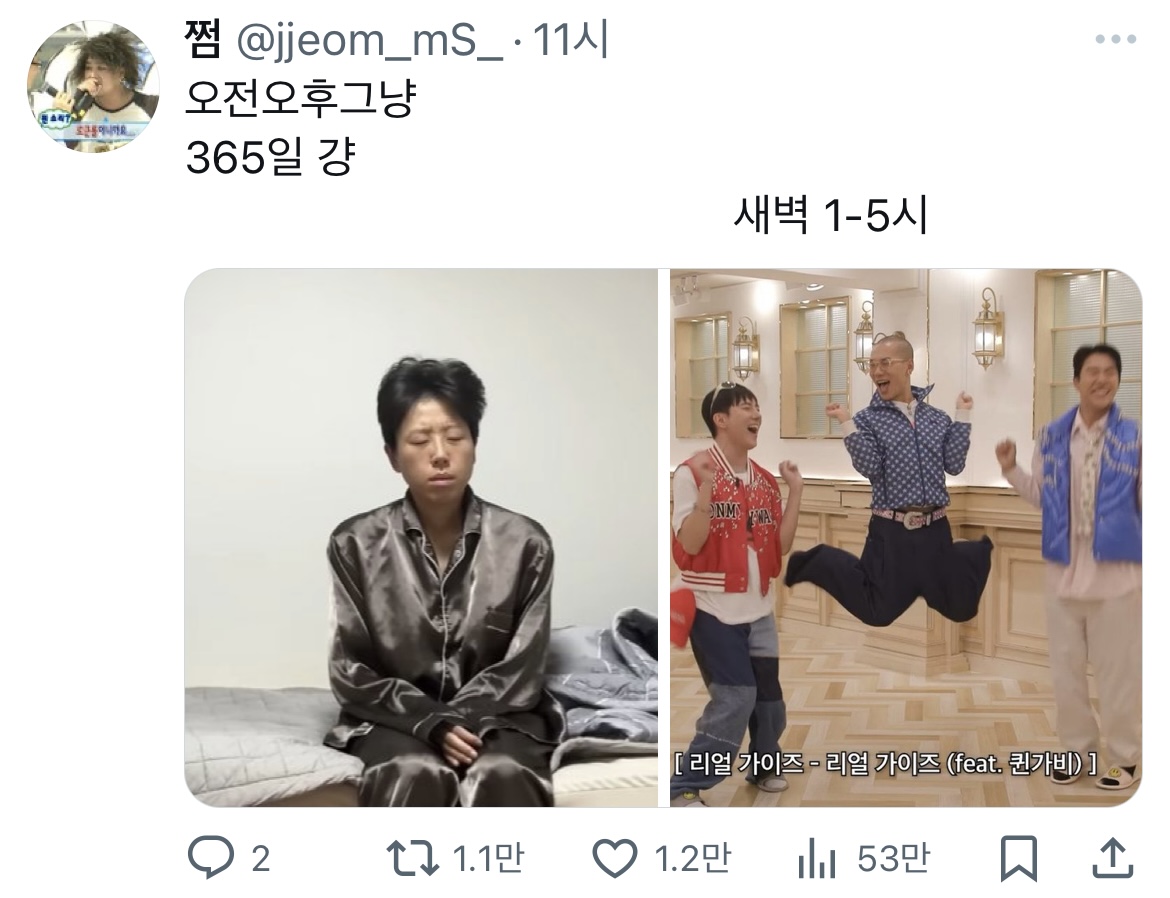 쩜 @jjeom_mS_ · 11시
오전오후그냥
365일 걍
새벽 1-5시
[ 리얼 가이즈 - 리얼 가이즈 (feat. 퀸가비) ]
2 1.1만 1.2만 53만